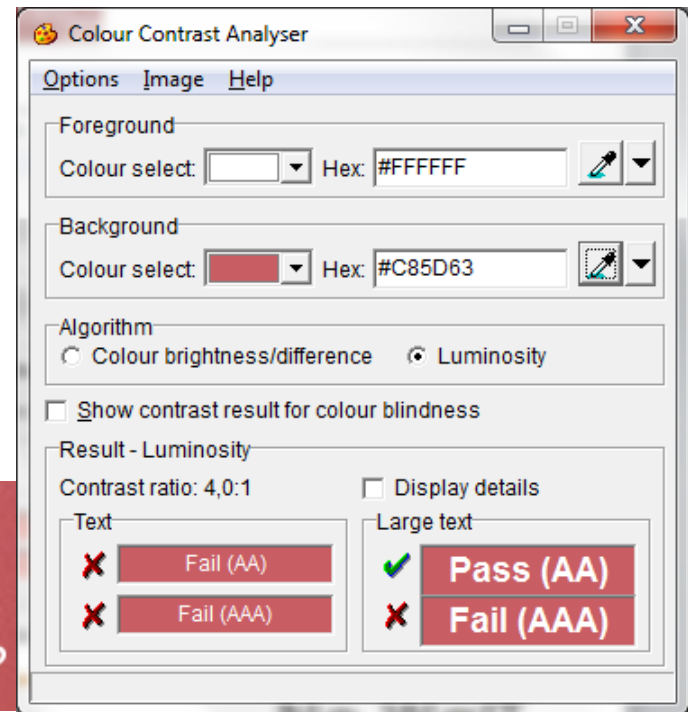 Colour Contrast Analyser
Options Image Help
Foreground
Colour select: Hex: #FFFFFF
Background
Colour select: Hex: #C85D63
Algorithm
Colour brightness/difference Luminosity
Show contrast result for colour blindness
Result - Luminosity
Contrast ratio: 4,0:1 Display details
Text Large text
Fail (AA) Pass (AA)
Fail (AAA) Fail (AAA)